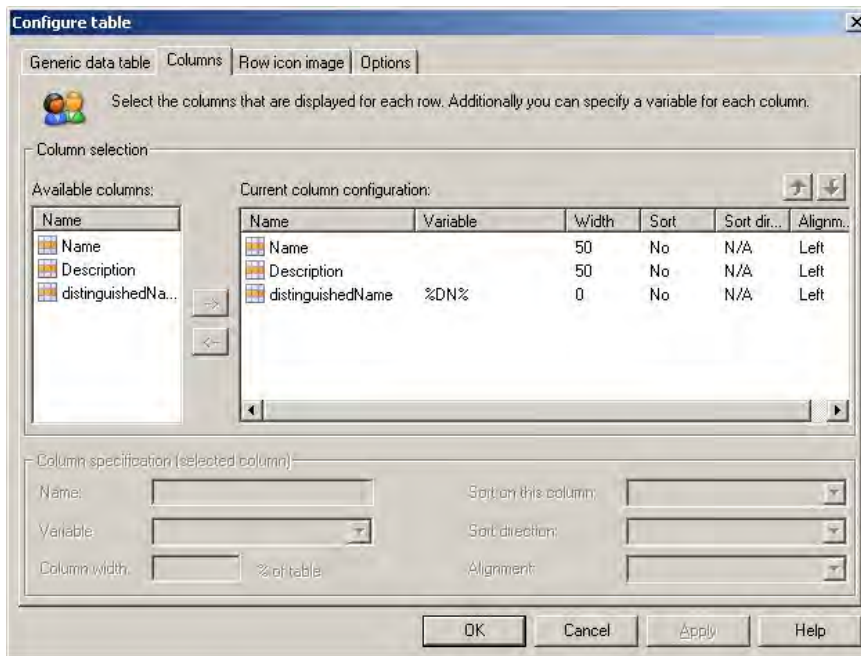 Configure table
Generic data table Columns Row icon image Options
Select the columns that are displayed for each row. Additionally you can specify a variable for each column.
Column selection
Available columns:
Name
Name
Description
distinguishedNa...
-->
<--
Current column configuration:
Name Variable Width Sort Sort dir... Alignm...
Name 50 No N/A Left
Description 50 No N/A Left
distinguishedName %DN% 0 No N/A Left
Column specification (selected column)
Name: Sort on this column:
Variable Sort direction:
Column width: % of table Alignment:
OK Cancel Apply Help